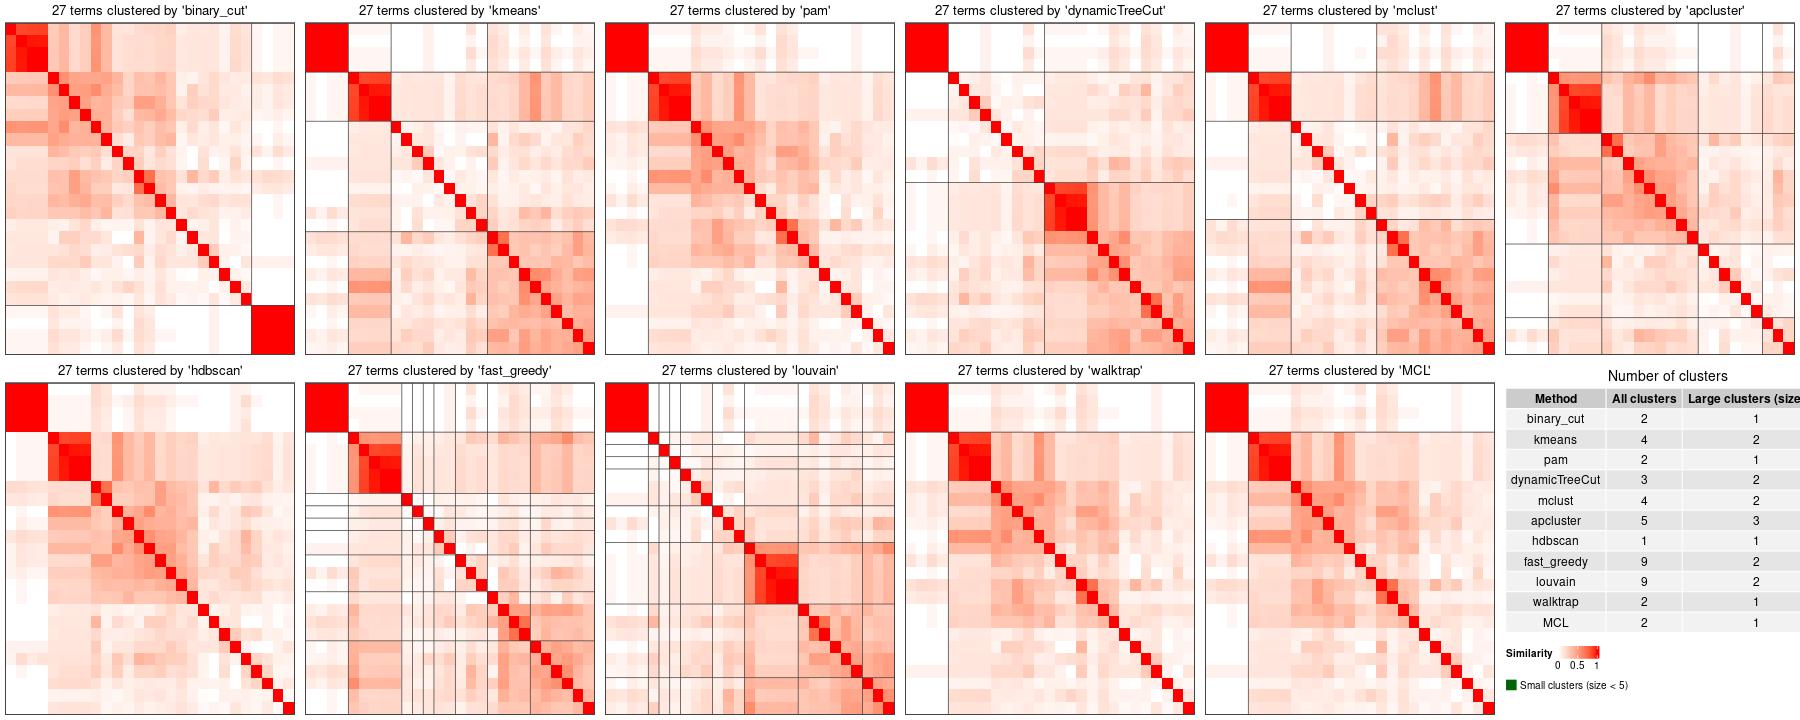 27 terms clustered by 'binary_cut'
27 terms clustered by 'kmeans'
27 terms clustered by 'pam'
27 terms clustered by 'dynamicTreeCut'
27 terms clustered by 'mclust'
27 terms clustered by 'apcluster'
27 terms clustered by 'hdbscan'
27 terms clustered by 'fast_greedy'
27 terms clustered by 'louvain'
27 terms clustered by 'walktrap'
27 terms clustered by 'MCL'
Number of clusters
Method All clusters Large clusters (size
binary_cut 2 1
kmeans 4 2
pam 2 1
dynamicTreeCut 3 2
mclust 4 2
apcluster 5 3
hdbscan 1 1
fast_greedy 9 2
louvain 9 2
walktrap 2 1
MCL 2 1
Similarity
0 0.5 1
Small clusters (size < 5)